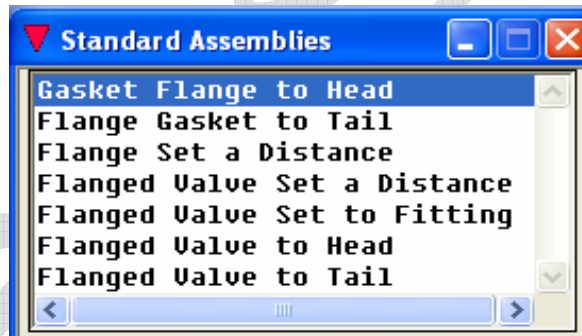 Standard Assemblies
Gasket Flange to Head
Flange Gasket to Tail
Flange Set a Distance
Flanged Valve Set a Distance
Flanged Valve Set to Fitting
Flanged Valve to Head
Flanged Valve to Tail